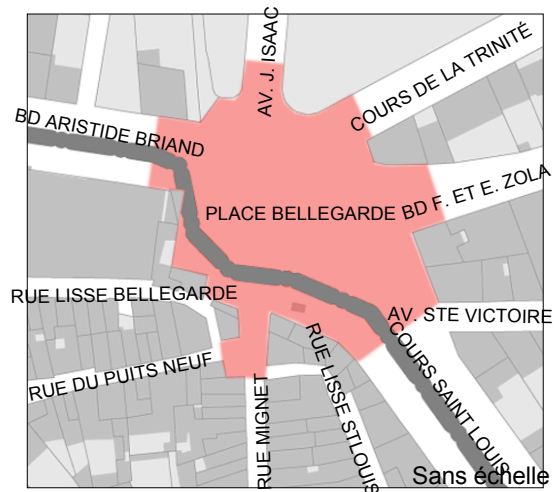 AV. J. ISAAC
COURS DE LA TRINITÉ
BD ARISTIDE BRIAND
PLACE BELLEGARDE
BD F. ET E. ZOLA
RUE LISSE BELLEGARDE
AV. STE VICTOIRE
RUE DU PUITS NEUF
RUE MIGNET
RUE LISSE STLOUIS
COURS SAINT LOUIS
Sans échelle